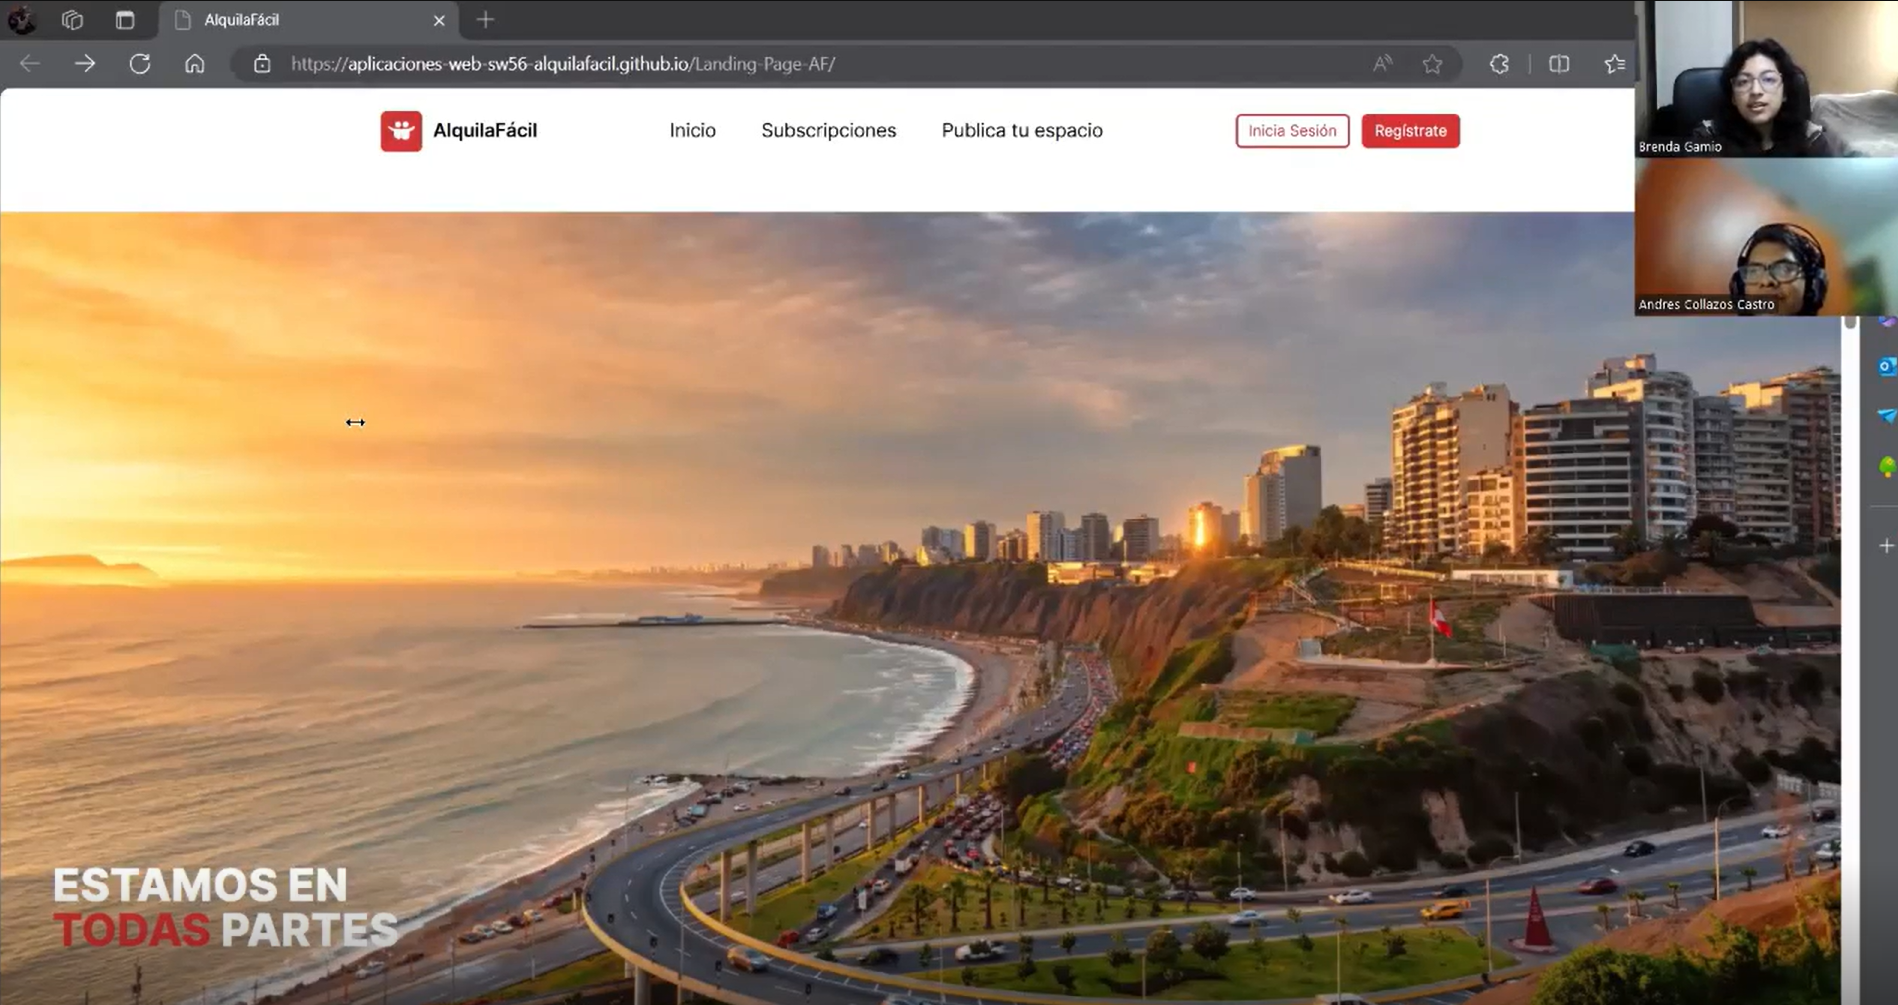 AlquilaFácil
https://aplicaciones-web-sw56-alquilafacil.github.io/Landing-Page-AF/
AlquilaFácil
Inicio
Subscripciones
Publica tu espacio
Inicia Sesión
Regístrate
Brenda Gamio
Andres Collazos Castro
ESTAMOS EN
TODAS PARTES